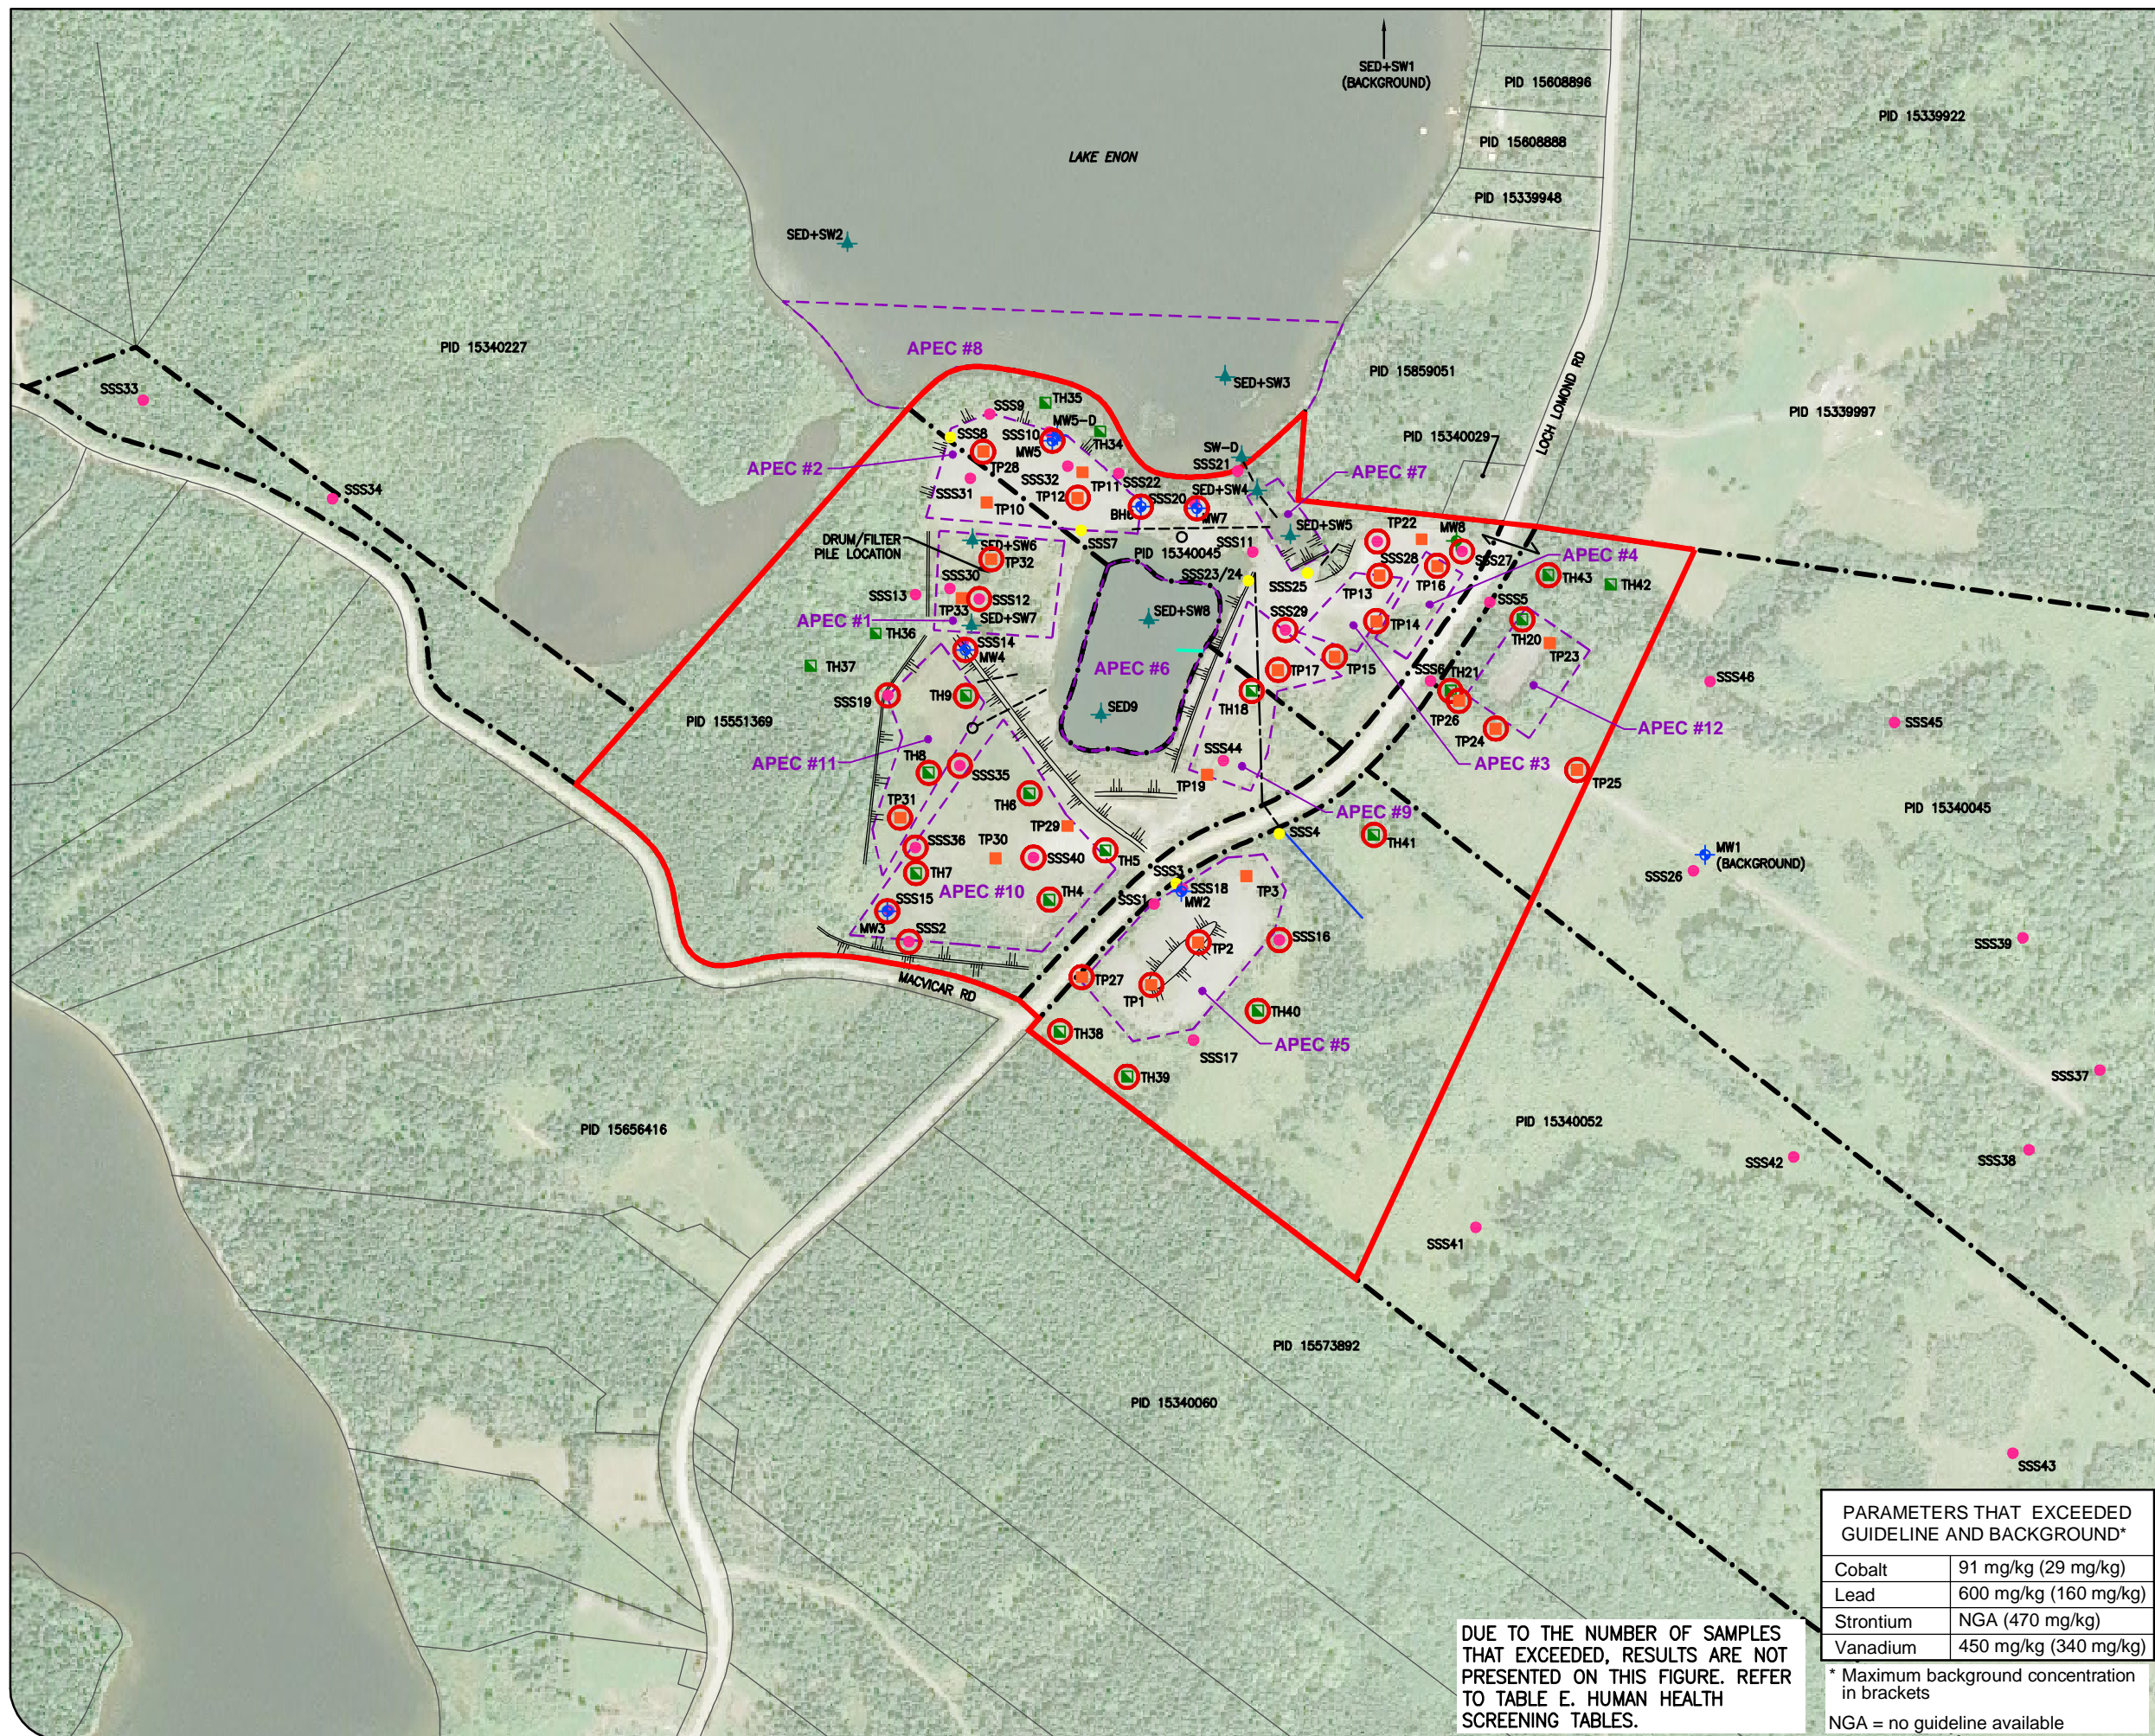 SED+SW1
(BACKGROUND)
PID 15608896
PID 15339922
PID 15608888
LAKE ENON
PID 15339948
SED+SW2
PID 15340227
APEC #8
SED+SW3
PID 15859051
LOCH LOMOND RD
PID 15339997
SSS33
SSS9
TH35
MW5-D
SSS8
SSS10
MW5
TH34
PID 15340029
SW-D
APEC #2
TP28
SSS32
TP11
SSS22
SSS21
APEC #7
SSS31
TP12
SSS20
SED+SW4
SSS34
TP10
BH6
MW7
DRUM/FILTER
PILE LOCATION
SED+SW6
SSS7
PID 15340045
SSS11
SED+SW5
TP22
MW8
TP32
SSS28
SSS27
APEC #4
SSS30
SSS23/24
SSS25
TP13
TP16
TH43
TH42
SSS13
TP33
SSS12
SSS5
APEC #1
SED+SW7
SED+SW8
SSS29
TP14
TH20
TH36
SSS14
MW4
TP23
TH37
APEC #6
TP17
TP15
SSS6
TH21
SSS46
SSS19
TH9
TH18
PID 15551369
SED9
TP26
SSS45
TP24
APEC #12
APEC #11
TH8
SSS35
SSS44
APEC #3
TP19
TP25
TH6
TP31
TP29
APEC #9
PID 15340045
SSS36
TP30
SSS40
TH5
SSS4
TH41
MW1
(BACKGROUND)
TH7
APEC #10
SSS3
SSS18
TP3
SSS26
SSS15
TH4
SSS1
MW2
MW3
SSS2
SSS16
TP2
SSS39
MACVICAR RD
TP27
TP1
TH40
TH38
SSS17
APEC #5
TH39
SSS37
PID 15656416
PID 15340052
SSS42
SSS38
SSS41
PID 15573892
PID 15340060
SSS43
PARAMETERS THAT EXCEEDED
GUIDELINE AND BACKGROUND*
Cobalt 91 mg/kg (29 mg/kg)
Lead 600 mg/kg (160 mg/kg)
Strontium NGA (470 mg/kg)
Vanadium 450 mg/kg (340 mg/kg)
* Maximum background concentration
in brackets
NGA = no guideline available
DUE TO THE NUMBER OF SAMPLES
THAT EXCEEDED, RESULTS ARE NOT
PRESENTED ON THIS FIGURE. REFER
TO TABLE E. HUMAN HEALTH
SCREENING TABLES.